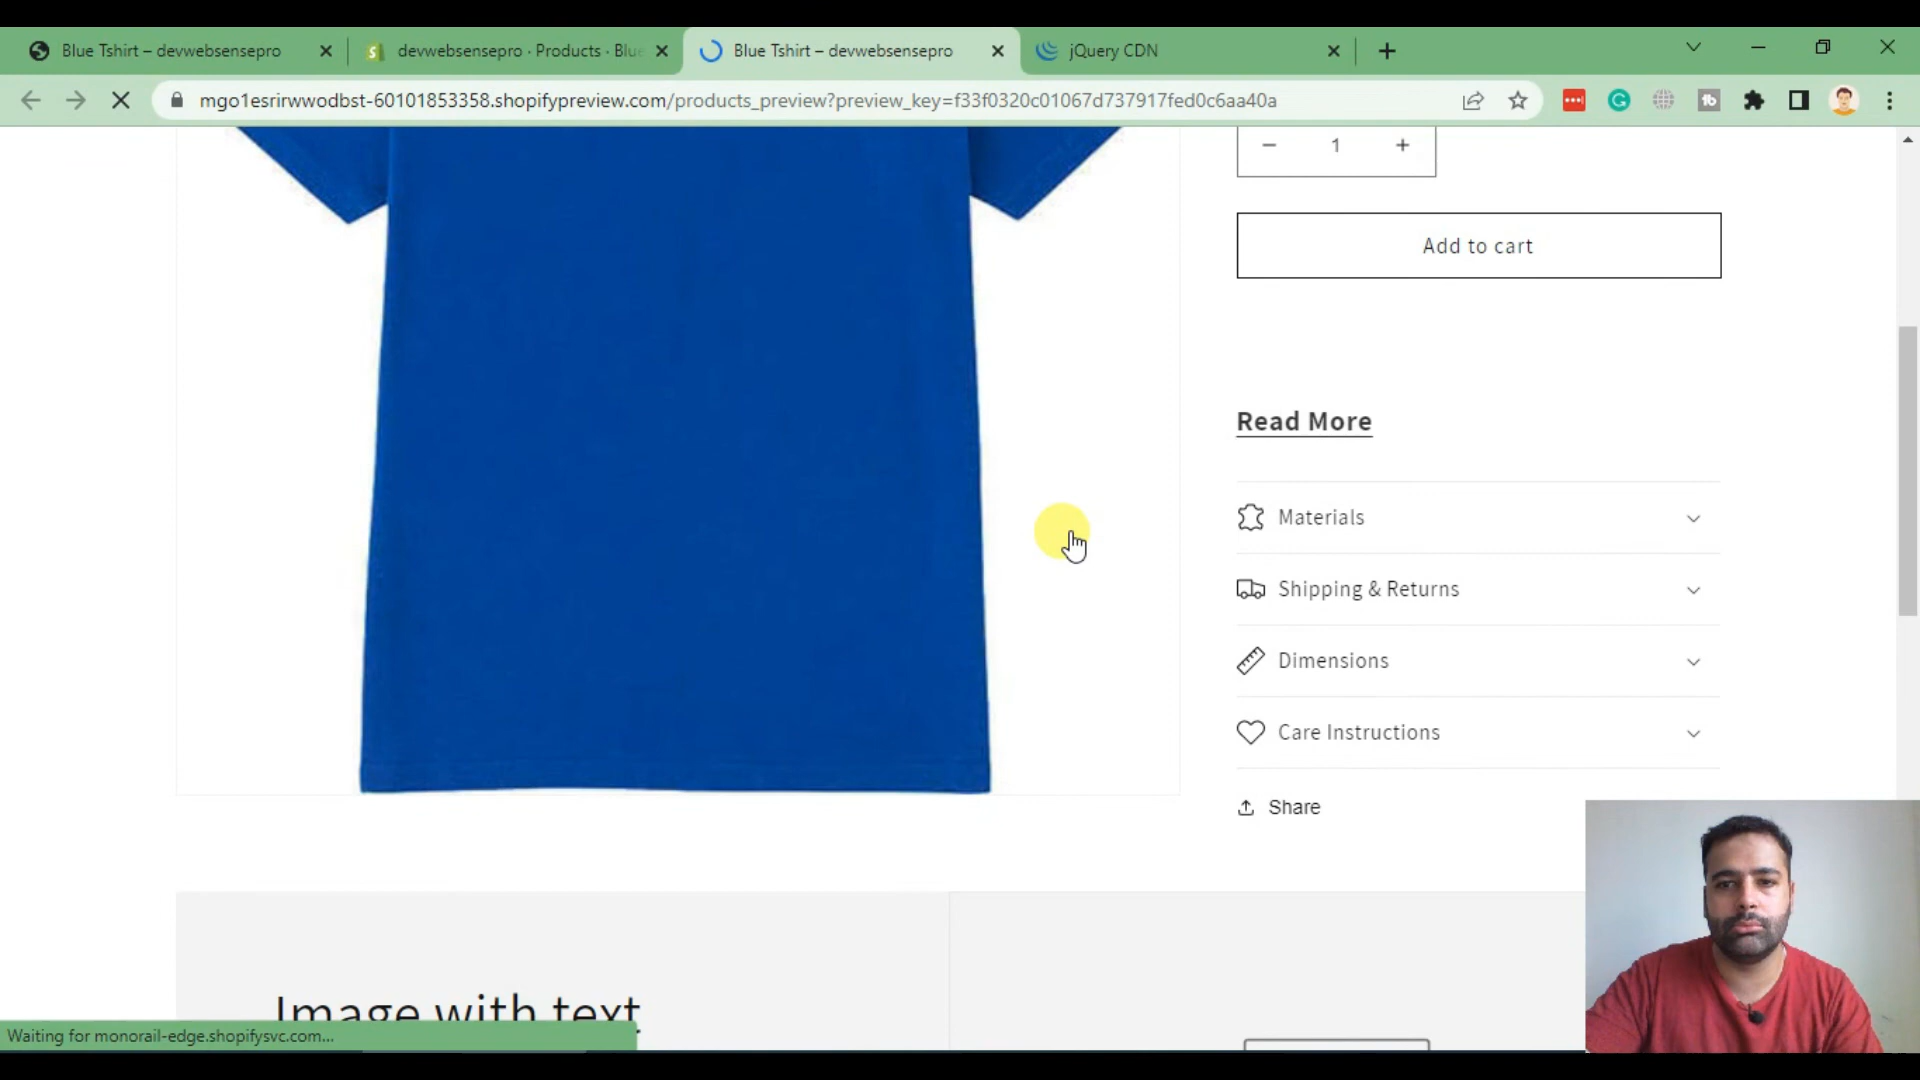 Blue Tshirt – devwebsensepro
devwebsensepro · Products · Blue
Blue Tshirt – devwebsensepro
jQuery CDN
mgo1esrirwwodbst-60101853358.shopifypreview.com/products_preview?preview_key=f33f0320c01067d737917fed0c6aa40a
− 1 +
Add to cart
Read More
Materials
Shipping & Returns
Dimensions
Care Instructions
Share
Image with text
Waiting for monorail-edge.shopifysvc.com...